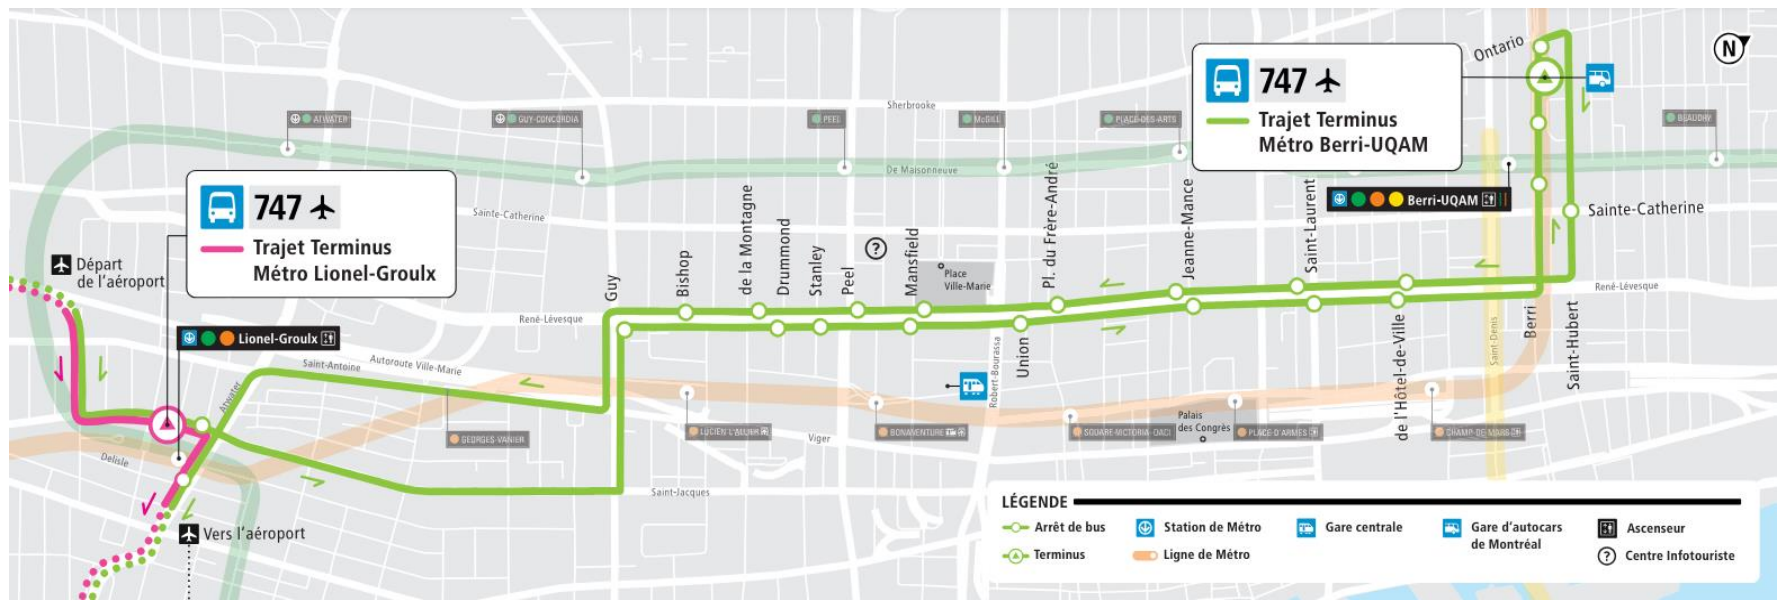 Ontario
N
747
Trajet Terminus
Métro Berri-UQAM
Sherbrooke
ATWATER
GUY-CONCORDIA
PEEL
McGILL
PLACE-DES-ARTS
BEAUDRY
De Maisonneuve
747
Trajet Terminus
Métro Lionel-Groulx
Berri-UQAM
Sainte-Catherine
Sainte-Catherine
Départ
de l'aéroport
Guy
Bishop
de la Montagne
Drummond
Stanley
Peel
?
Mansfield
Place
Ville-Marie
Pl. du Frère-André
Jeanne-Mance
Saint-Laurent
René-Lévesque
René-Lévesque
Lionel-Groulx
Saint-Antoine
Autoroute Ville-Marie
Atwater
Robert-Bourassa
Union
de l'Hôtel-de-Ville
Saint-Denis
Berri
Saint-Hubert
GEORGES-VANIER
LUCIEN L'ALLIER
BONAVENTURE
SQUARE-VICTORIA-OACI
Palais
des Congrès
PLACE-D'ARMES
CHAMP-DE-MARS
Viger
Delisle
Saint-Jacques
Vers l'aéroport
LÉGENDE
Arrêt de bus
Station de Métro
Gare centrale
Gare d'autocars
de Montréal
Ascenseur
Terminus
Ligne de Métro
? Centre Infotouriste